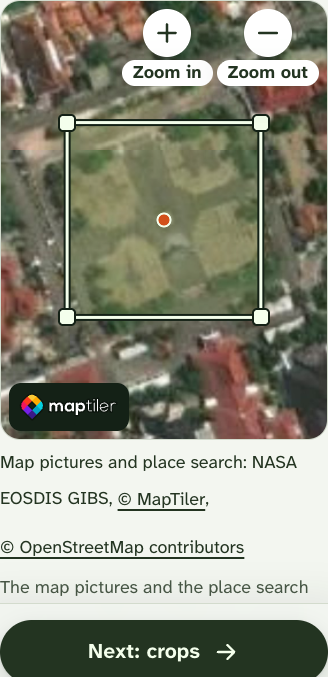 Zoom in
Zoom out
maptiler
Map pictures and place search: NASA
EOSDIS GIBS, © MapTiler,
© OpenStreetMap contributors
The map pictures and the place search
Next: crops →